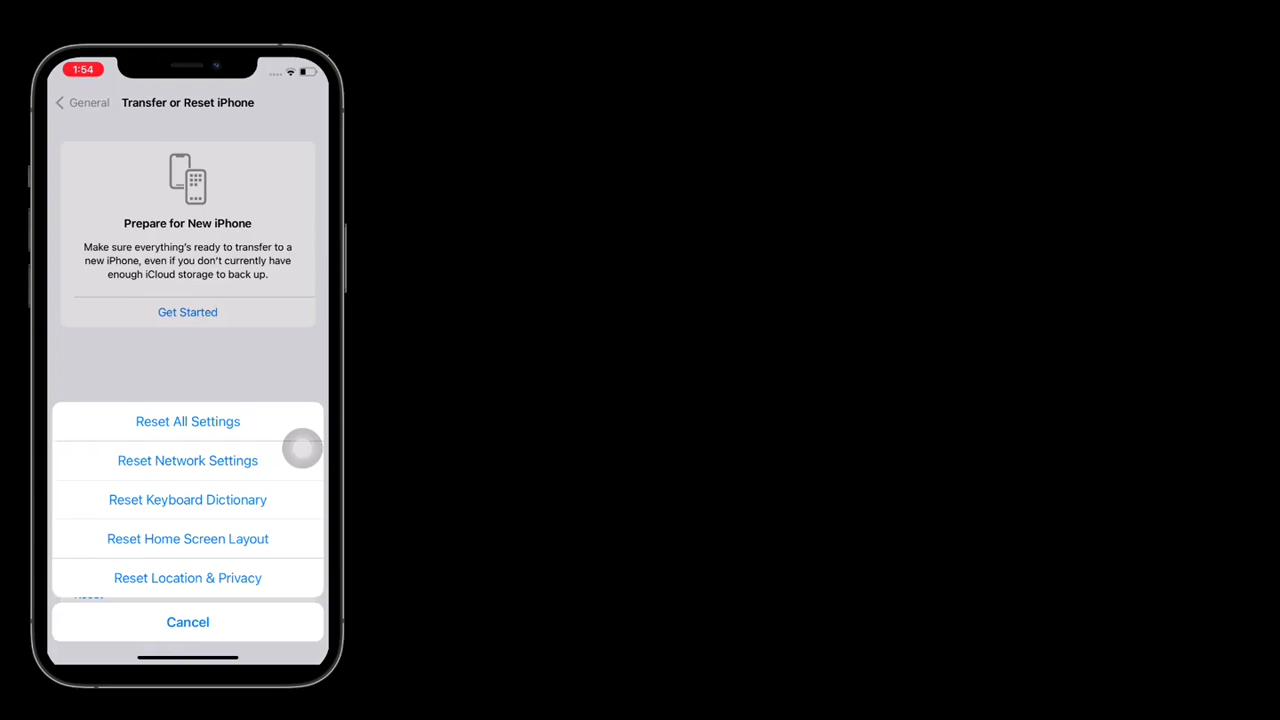 1:54
General
Transfer or Reset iPhone
Prepare for New iPhone
Make sure everything's ready to transfer to a
new iPhone, even if you don't currently have
enough iCloud storage to back up.
Get Started
Reset All Settings
Reset Network Settings
Reset Keyboard Dictionary
Reset Home Screen Layout
Reset Location & Privacy
Cancel